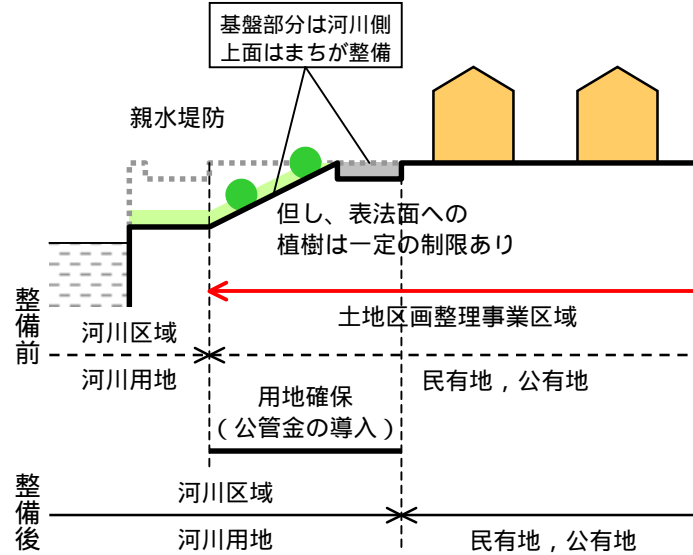 基盤部分は河川側
上面はまちが整備
親水堤防
但し、表法面への
植樹は一定の制限あり
土地区画整理事業区域
整備前
河川区域
河川用地
民有地，公有地
用地確保
（公管金の導入）
整備後
河川区域
河川用地
民有地，公有地